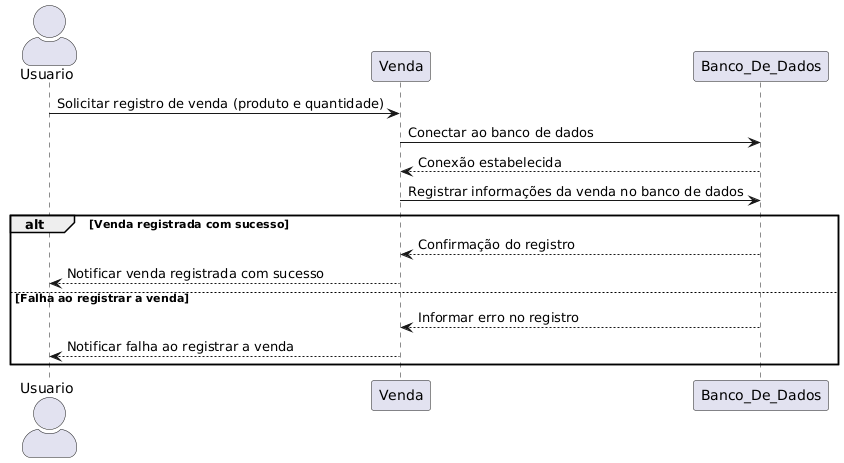 Usuario
Venda
Banco_De_Dados
Solicitar registro de venda (produto e quantidade)
Conectar ao banco de dados
Conexão estabelecida
Registrar informações da venda no banco de dados
alt
[Venda registrada com sucesso]
Confirmação do registro
Notificar venda registrada com sucesso
[Falha ao registrar a venda]
Informar erro no registro
Notificar falha ao registrar a venda
Usuario
Venda
Banco_De_Dados